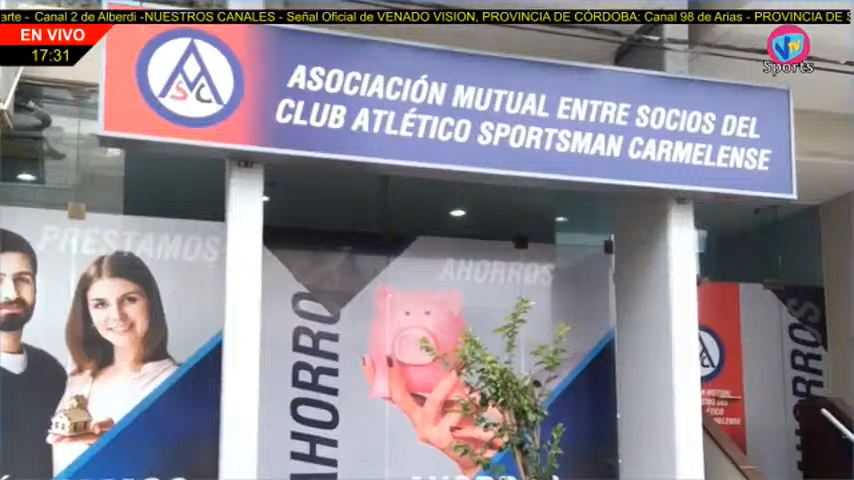 arte - Canal 2 de Alberdi -NUESTROS CANALES - Señal Oficial de VENADO VISION, PROVINCIA DE CÓRDOBA: Canal 98 de Arias - PROVINCIA DE S
EN VIVO
17:31
Sports
ASOCIACIÓN MUTUAL ENTRE SOCIOS DEL
CLUB ATLÉTICO SPORTSMAN CARMELENSE
PRÉSTAMOS
AHORROS
AHORRO
AHORROS
MUTUAL